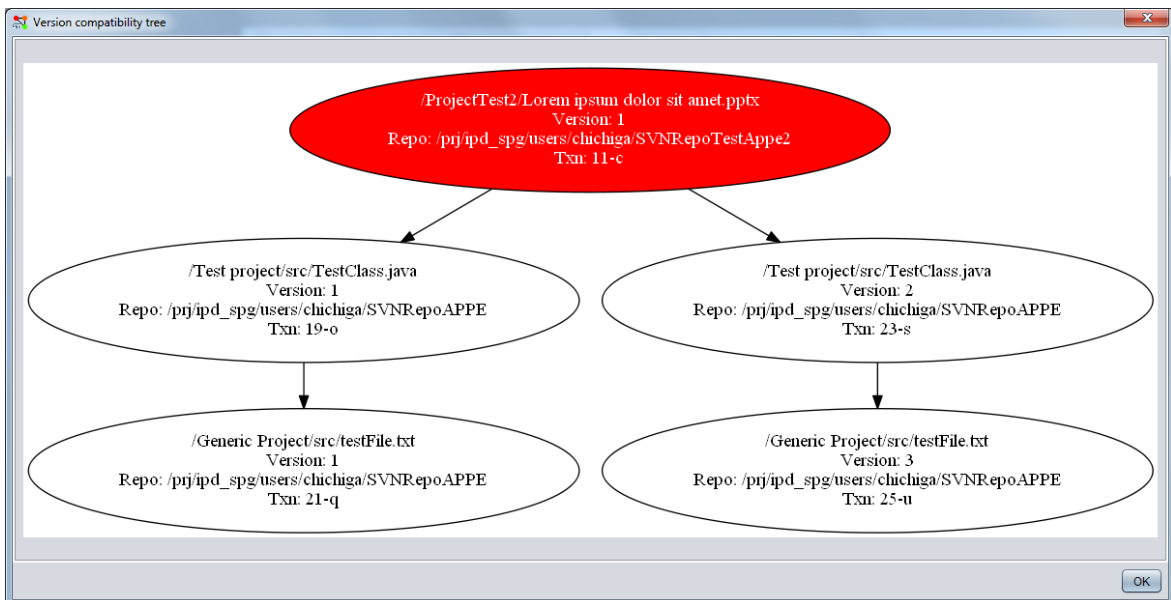 Version compatibility tree
/ProjectTest2/Lorem ipsum dolor sit amet.pptx
Version: 1
Repo: /prj/ipd_spg/users/chichiga/SVNRepoTestAppe2
Txn: 11-c
/Test project/src/TestClass.java
Version: 1
Repo: /prj/ipd_spg/users/chichiga/SVNRepoAPPE
Txn: 19-o
/Test project/src/TestClass.java
Version: 2
Repo: /prj/ipd_spg/users/chichiga/SVNRepoAPPE
Txn: 23-s
/Generic Project/src/testFile.txt
Version: 1
Repo: /prj/ipd_spg/users/chichiga/SVNRepoAPPE
Txn: 21-q
/Generic Project/src/testFile.txt
Version: 3
Repo: /prj/ipd_spg/users/chichiga/SVNRepoAPPE
Txn: 25-u
OK